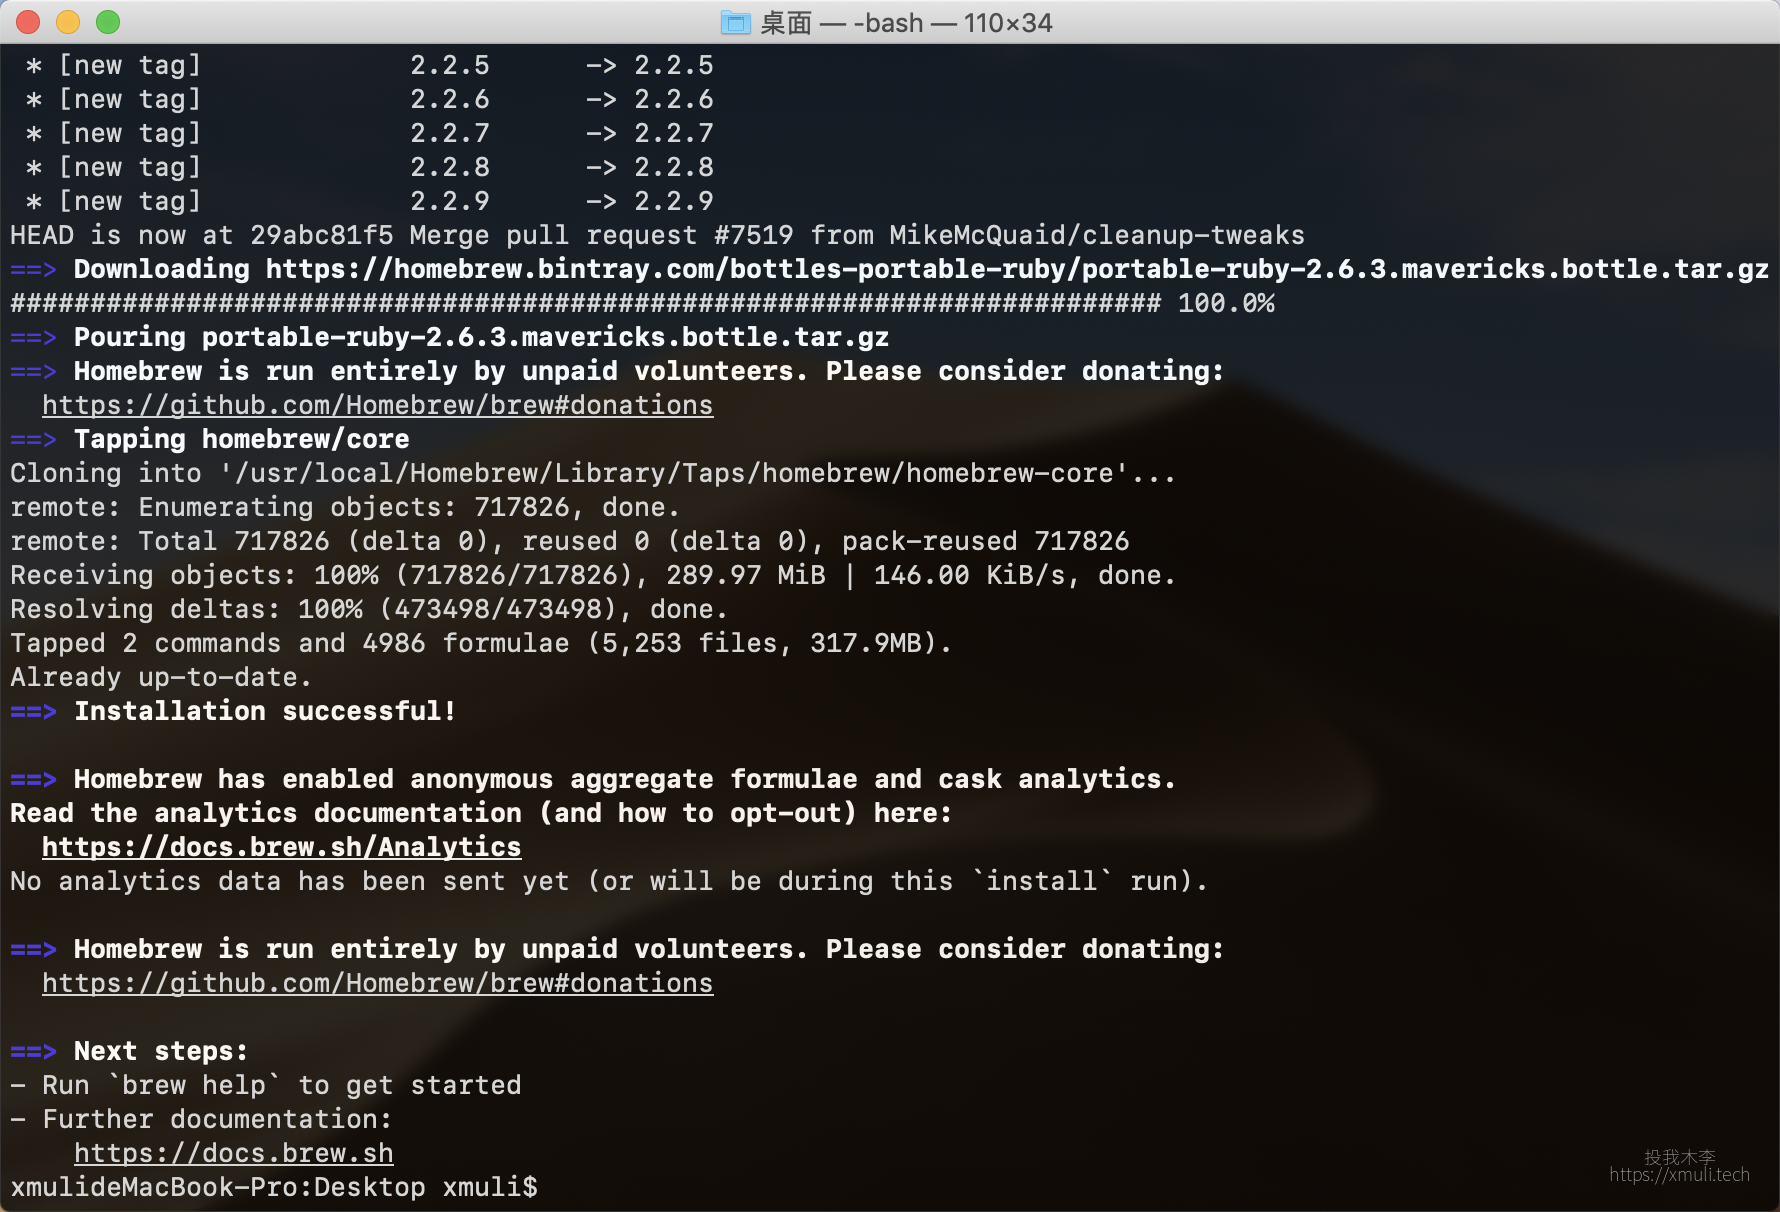 桌面 — -bash — 110×34
* [new tag]             2.2.5      -> 2.2.5
* [new tag]             2.2.6      -> 2.2.6
* [new tag]             2.2.7      -> 2.2.7
* [new tag]             2.2.8      -> 2.2.8
* [new tag]             2.2.9      -> 2.2.9
HEAD is now at 29abc81f5 Merge pull request #7519 from MikeMcQuaid/cleanup-tweaks
==> Downloading https://homebrew.bintray.com/bottles-portable-ruby/portable-ruby-2.6.3.mavericks.bottle.tar.gz
######################################################################## 100.0%
==> Pouring portable-ruby-2.6.3.mavericks.bottle.tar.gz
==> Homebrew is run entirely by unpaid volunteers. Please consider donating:
  https://github.com/Homebrew/brew#donations
==> Tapping homebrew/core
Cloning into '/usr/local/Homebrew/Library/Taps/homebrew/homebrew-core'...
remote: Enumerating objects: 717826, done.
remote: Total 717826 (delta 0), reused 0 (delta 0), pack-reused 717826
Receiving objects: 100% (717826/717826), 289.97 MiB | 146.00 KiB/s, done.
Resolving deltas: 100% (473498/473498), done.
Tapped 2 commands and 4986 formulae (5,253 files, 317.9MB).
Already up-to-date.
==> Installation successful!
==> Homebrew has enabled anonymous aggregate formulae and cask analytics.
Read the analytics documentation (and how to opt-out) here:
  https://docs.brew.sh/Analytics
No analytics data has been sent yet (or will be during this `install` run).
==> Homebrew is run entirely by unpaid volunteers. Please consider donating:
  https://github.com/Homebrew/brew#donations
==> Next steps:
- Run `brew help` to get started
- Further documentation:
    https://docs.brew.sh
xmulideMacBook-Pro:Desktop xmuli$
投我木李
https://xmuli.tech